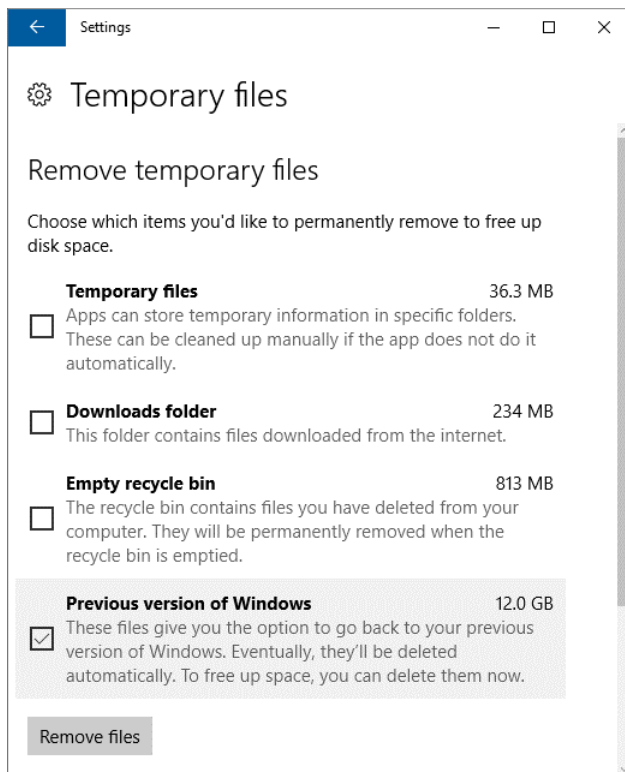 Settings
Temporary files
Remove temporary files
Choose which items you'd like to permanently remove to free up
disk space.
Temporary files 36.3 MB
Apps can store temporary information in specific folders.
These can be cleaned up manually if the app does not do it
automatically.
Downloads folder 234 MB
This folder contains files downloaded from the internet.
Empty recycle bin 813 MB
The recycle bin contains files you have deleted from your
computer. They will be permanently removed when the
recycle bin is emptied.
Previous version of Windows 12.0 GB
These files give you the option to go back to your previous
version of Windows. Eventually, they’ll be deleted
automatically. To free up space, you can delete them now.
Remove files